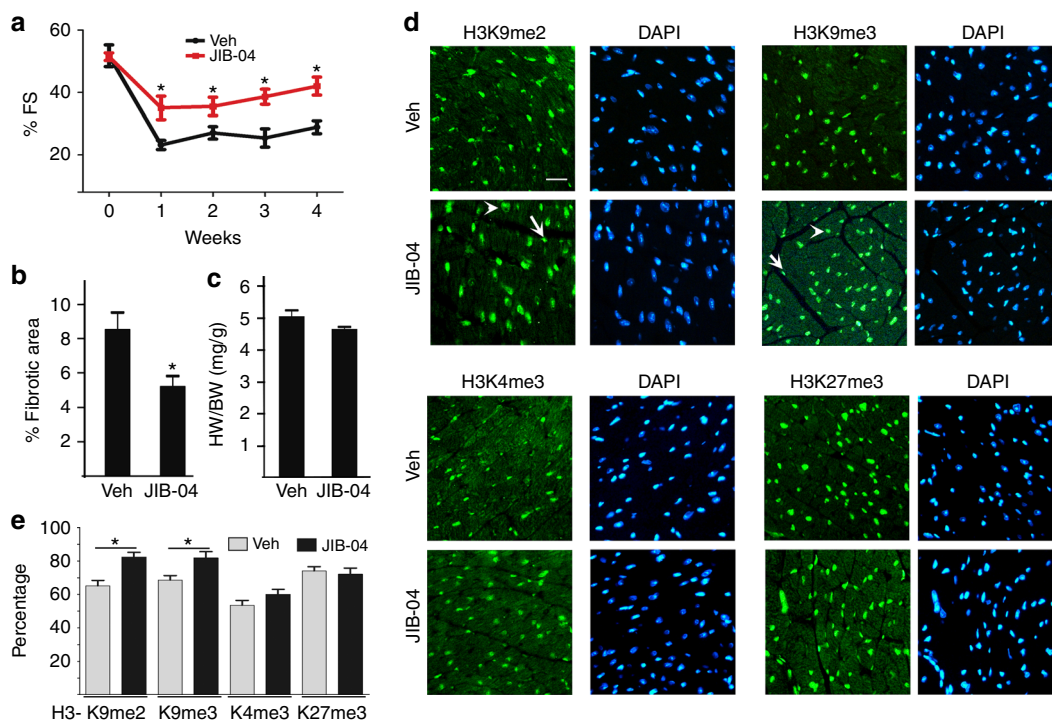 a
60
40
20
% FS
Veh
JIB-04
* * * *
0 1 2 3 4
Weeks
b
10
8
6
4
2
% Fibrotic area
*
Veh JIB-04
c
6
5
4
3
2
1
HW/BW (mg/g)
Veh JIB-04
d
H3K9me2 DAPI H3K9me3 DAPI
Veh
JIB-04
H3K4me3 DAPI H3K27me3 DAPI
Veh
JIB-04
e
100
80
60
40
20
Percentage
* *
Veh JIB-04
H3- K9me2 K9me3 K4me3 K27me3